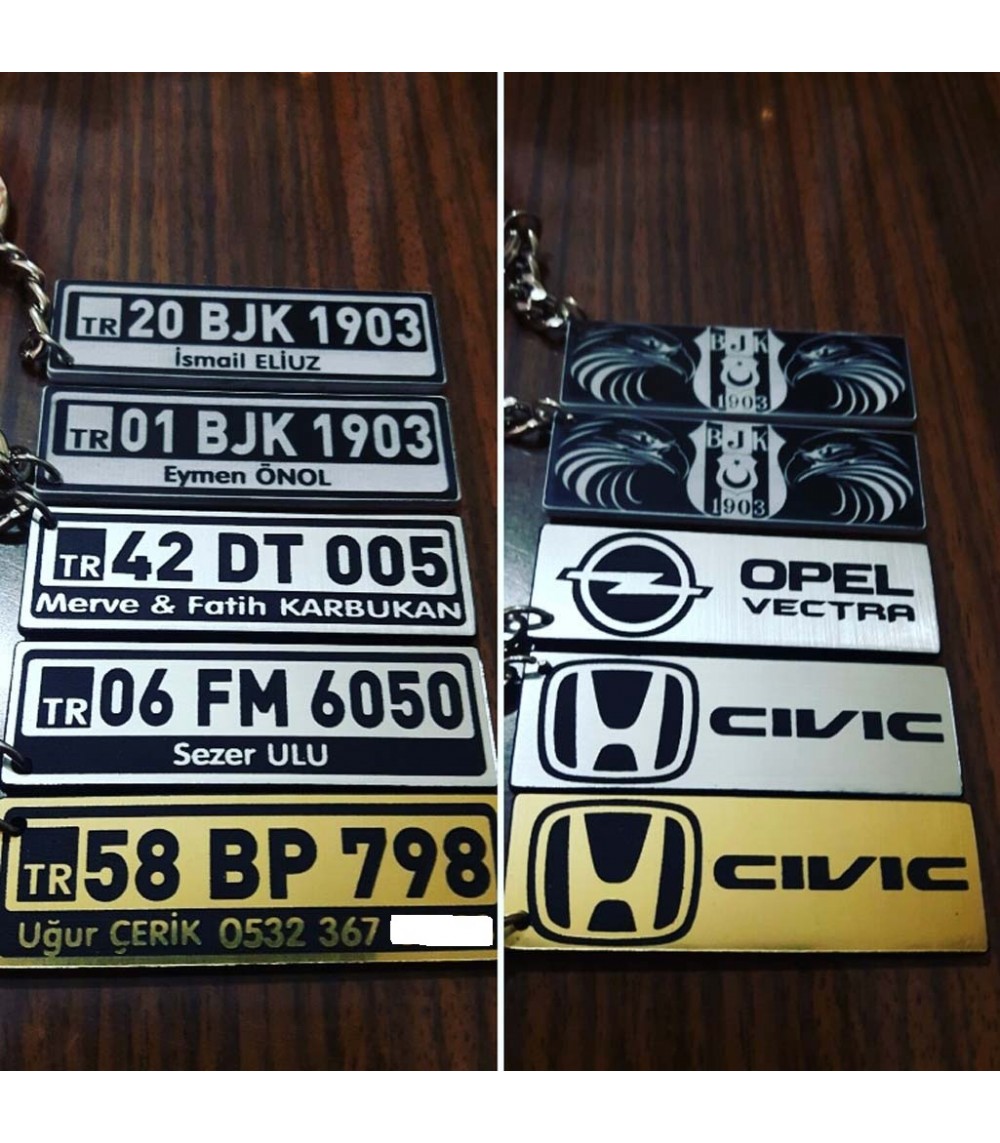 TR 20 BJK 1903
İsmail ELİUZ
TR 01 BJK 1903
Eymen ÖNOL
TR 42 DT 005
Merve & Fatih KARBUKAN
TR 06 FM 6050
Sezer ULU
TR 58 BP 798
Uğur ÇERİK 0532 367
BJK
1903
BJK
1903
OPEL
VECTRA
CIVIC
CIVIC